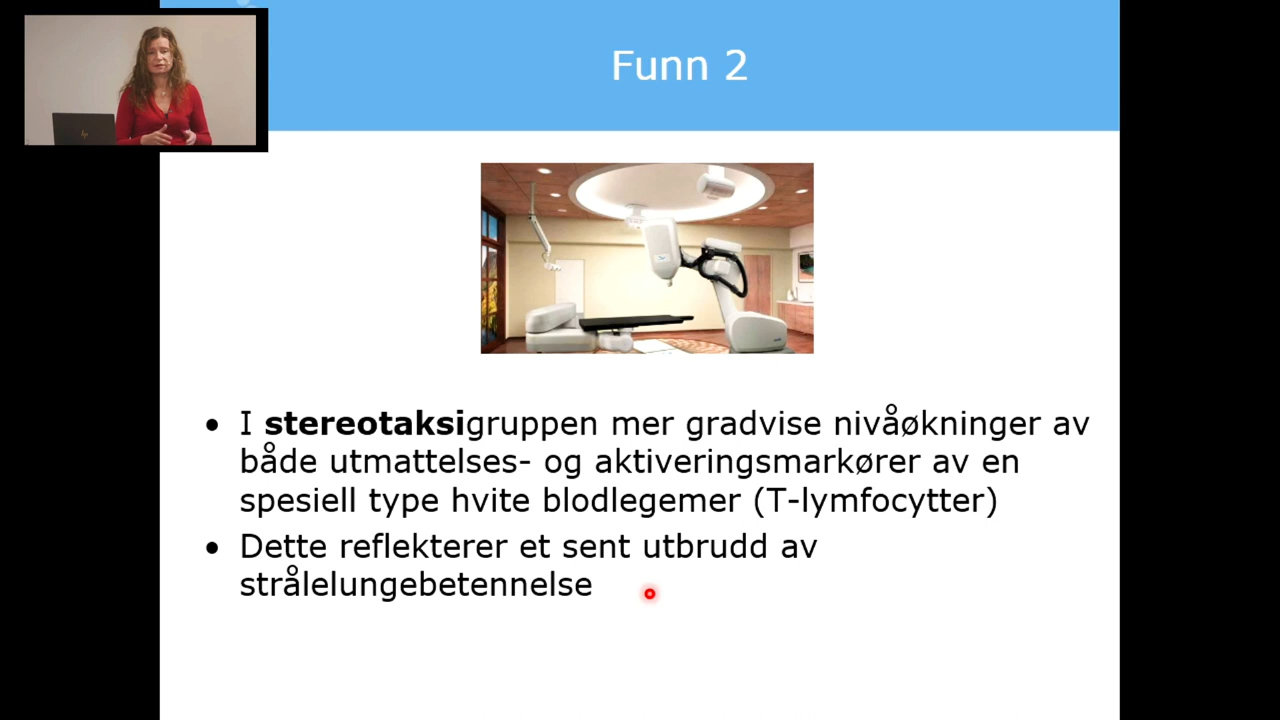 Funn 2
• I stereotaksigruppen mer gradvise nivåøkninger av
både utmattelses- og aktiveringsmarkører av en
spesiell type hvite blodlegemer (T-lymfocytter)
• Dette reflekterer et sent utbrudd av
strålelungebetennelse